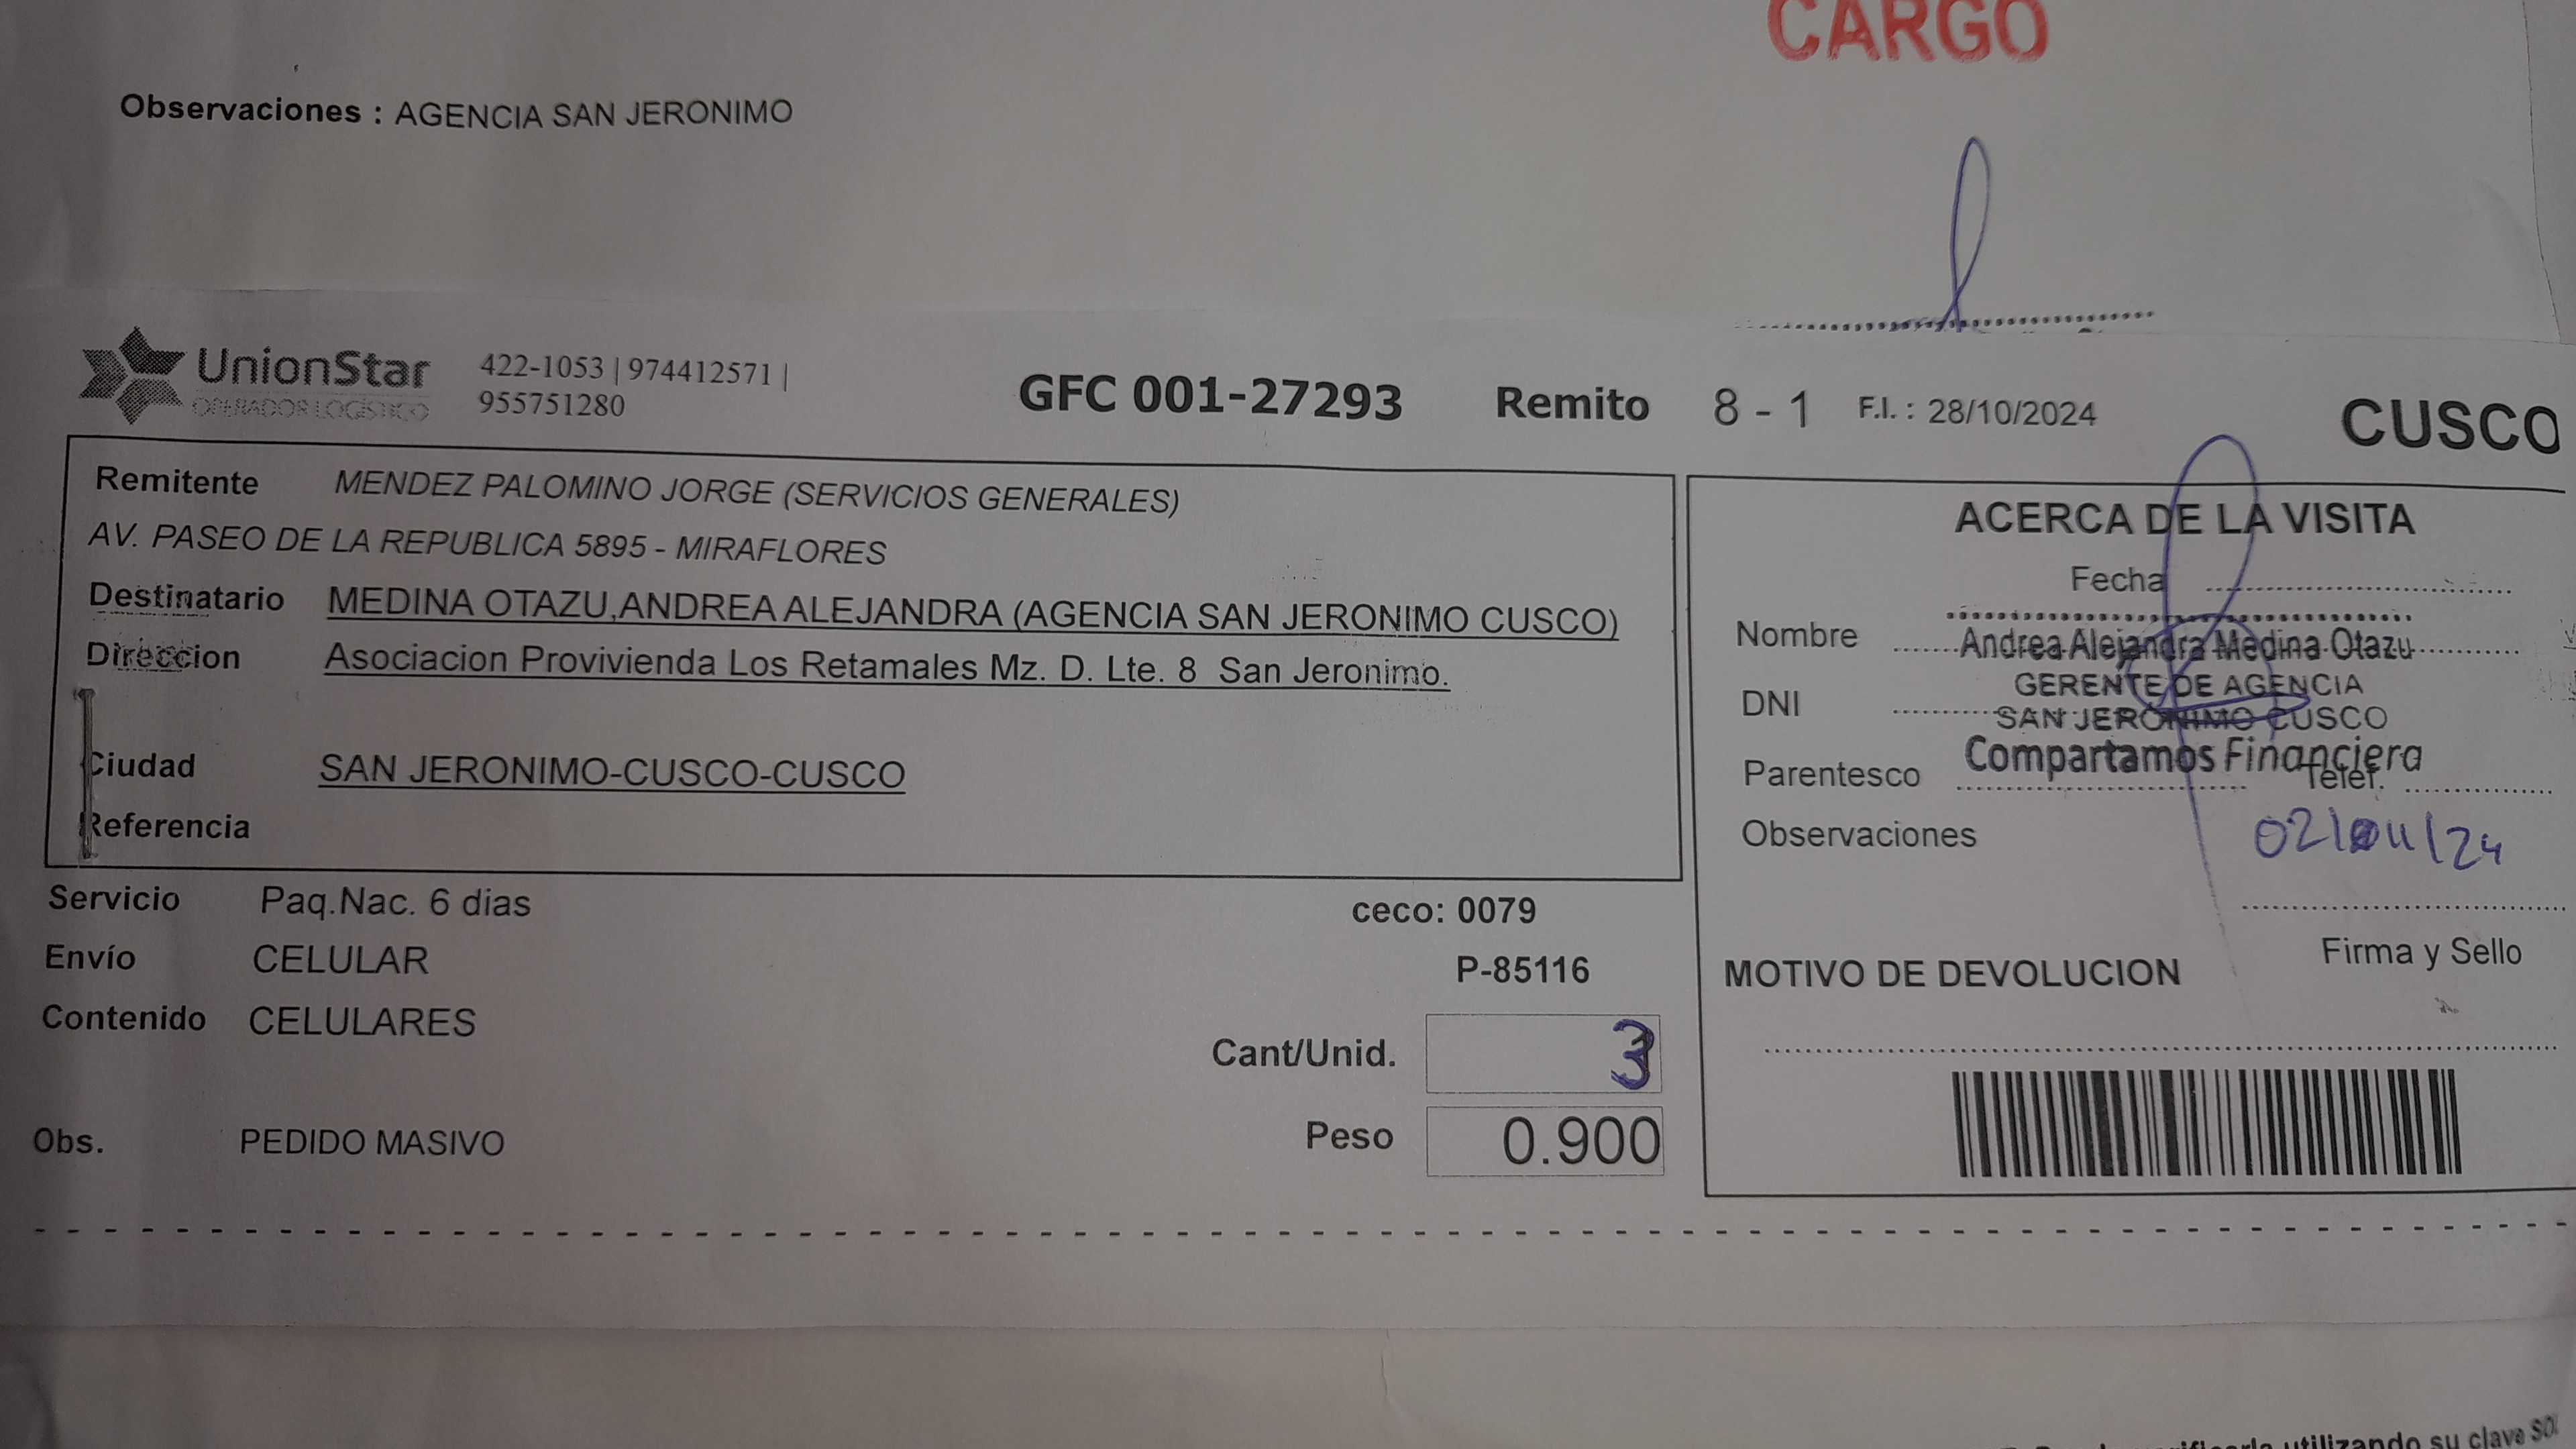 CARGO
Observaciones : AGENCIA SAN JERONIMO
UnionStar
OPERADOR LOGÍSTICO
422-1053 | 974412571 |
955751280
GFC 001-27293 Remito 8 - 1 F.I. : 28/10/2024 CUSCO
Remitente MENDEZ PALOMINO JORGE (SERVICIOS GENERALES)
AV. PASEO DE LA REPUBLICA 5895 - MIRAFLORES
Destinatario MEDINA OTAZU,ANDREA ALEJANDRA (AGENCIA SAN JERONIMO CUSCO)
Direccion Asociacion Provivienda Los Retamales Mz. D. Lte. 8 San Jeronimo.
Ciudad SAN JERONIMO-CUSCO-CUSCO
Referencia
Servicio Paq.Nac. 6 dias ceco: 0079
Envío CELULAR P-85116
Contenido CELULARES
Cant/Unid. 3
Peso 0.900
Obs. PEDIDO MASIVO
ACERCA DE LA VISITA
Fecha
Nombre Andrea Alejandra Medina Otazu
GERENTE DE AGENCIA
DNI SAN JERÓNIMO CUSCO
Compartamos Financiera
Parentesco Telef.
Observaciones 02/11/24
Firma y Sello
MOTIVO DE DEVOLUCION
utilizando su clave